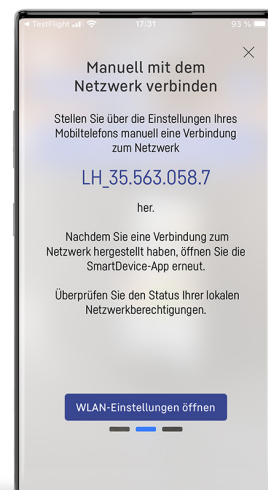 TestFlight 17:31 93 %
Manuell mit dem
Netzwerk verbinden
Stellen Sie über die Einstellungen Ihres
Mobiltelefons manuell eine Verbindung
zum Netzwerk
LH_35.563.058.7
her.
Nachdem Sie eine Verbindung zum
Netzwerk hergestellt haben, öffnen Sie die
SmartDevice-App erneut.
Überprüfen Sie den Status Ihrer lokalen
Netzwerkberechtigungen.
WLAN-Einstellungen öffnen